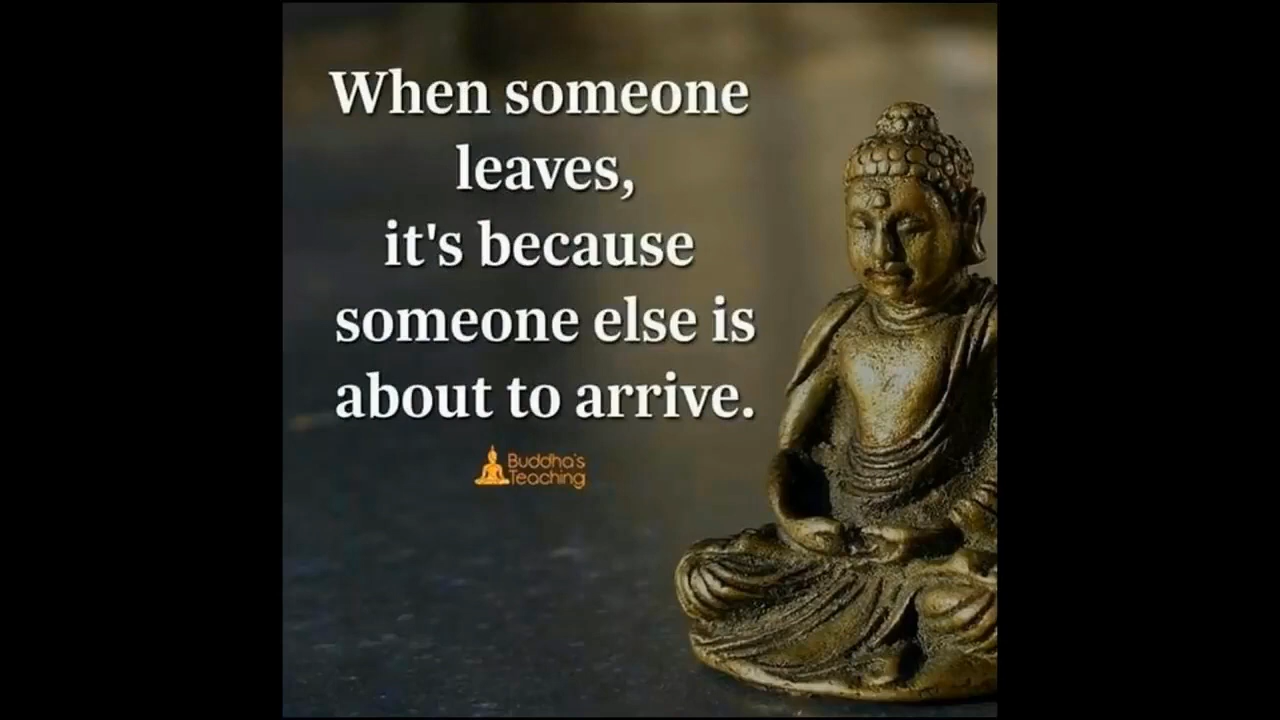 When someone
leaves,
it's because
someone else is
about to arrive.
Buddha's
Teaching